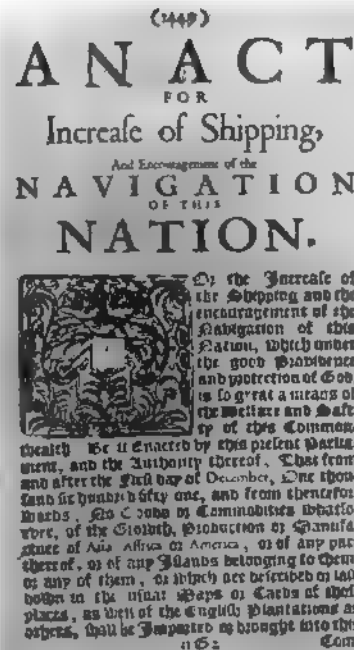 (1449)
AN ACT
FOR
Increaſe of Shipping,
And Encouragement of the
NAVIGATION
OF THIS
NATION.
Or the Increaſe of
the Shipping and the
encouragement of the
Navigation of this
Nation, which under
the good Providence
and protection of God,
is ſo great a means of
the Welfare and Safe
ty of this Common
wealth Be it Enacted by this preſent Parlia
ment, and the Authority thereof, That from
and after the Firſt day of December, One thou
ſand ſix hundred fifty one, and from thencefor
wards, No Goods or Commodities whatſo
ever, of the Growth, Production or Manufa
cture of Aſia, Affrica or America, or of any part
thereof, or of any Iſlands belonging to them
or any of them, or which are deſcribed or laid
down in the uſual Maps or Cards of thoſe
places, as well of the Engliſh Plantations as
others, ſhall be Imported or brought into this
Com